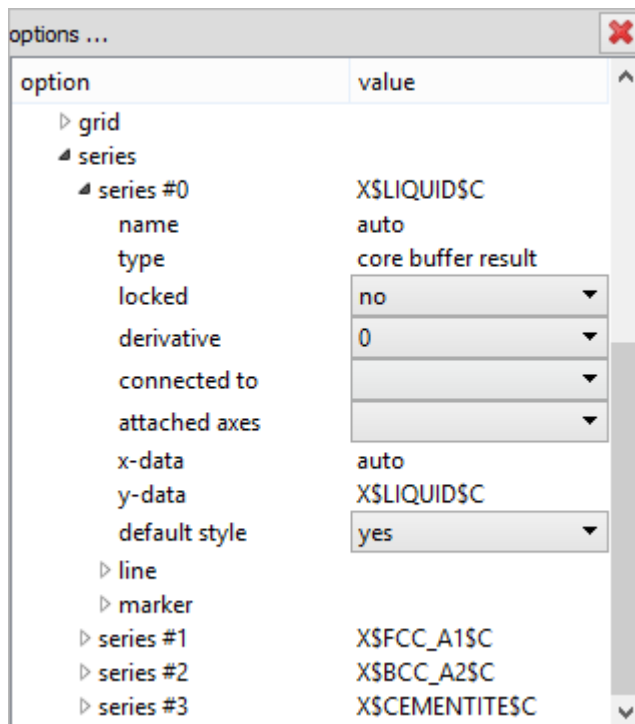 options ...
option value
grid
series
series #0 X$LIQUID$C
name auto
type core buffer result
locked no
derivative 0
connected to
attached axes
x-data auto
y-data X$LIQUID$C
default style yes
line
marker
series #1 X$FCC_A1$C
series #2 X$BCC_A2$C
series #3 X$CEMENTITE$C